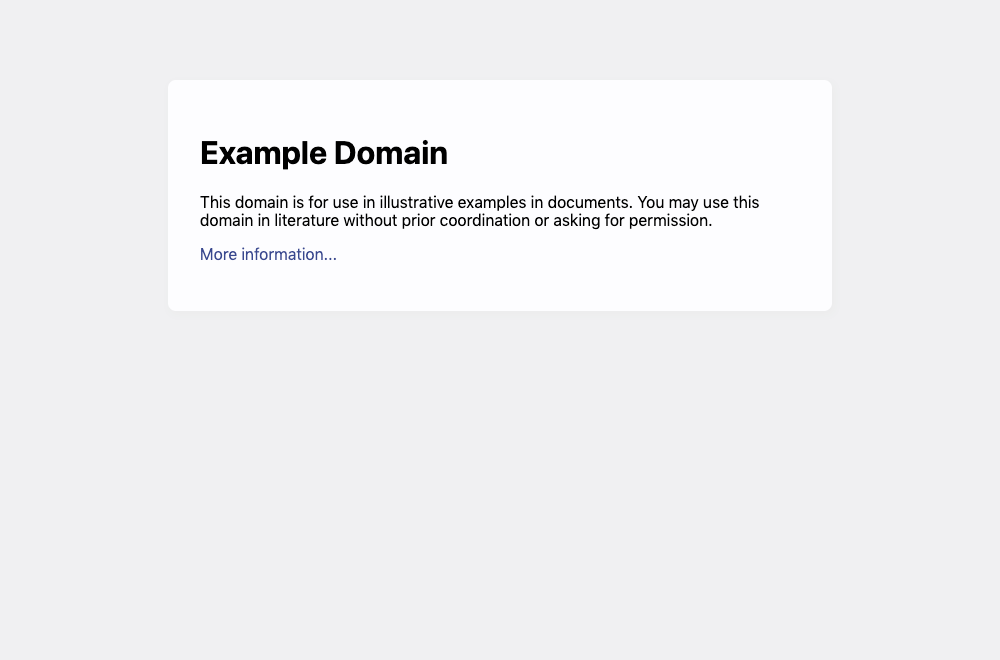 Example Domain
This domain is for use in illustrative examples in documents. You may use this
domain in literature without prior coordination or asking for permission.
More information...